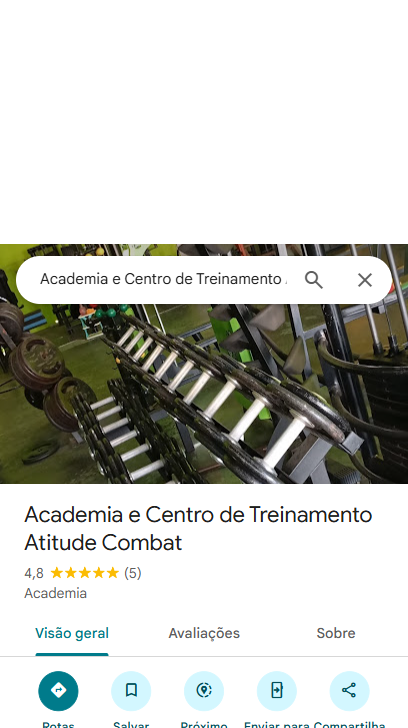 Academia e Centro de Treinamento
Academia e Centro de Treinamento
Atitude Combat
4,8 (5)
Academia
Visão geral Avaliações Sobre
Rotas Salvar Próximo Enviar para Compartilha